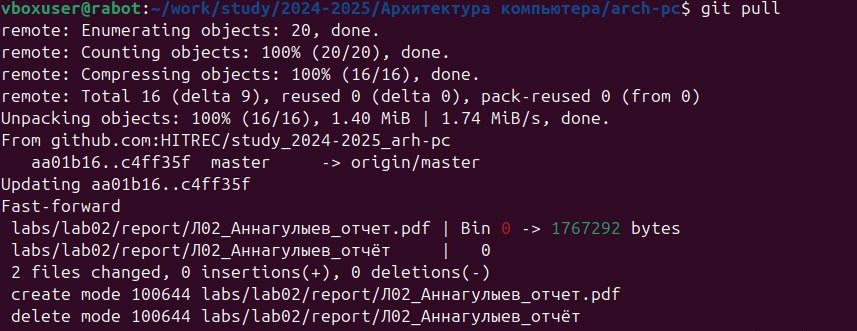 vboxuser@rabot:~/work/study/2024-2025/Архитектура компьютера/arch-pc$ git pull
remote: Enumerating objects: 20, done.
remote: Counting objects: 100% (20/20), done.
remote: Compressing objects: 100% (16/16), done.
remote: Total 16 (delta 9), reused 0 (delta 0), pack-reused 0 (from 0)
Unpacking objects: 100% (16/16), 1.40 MiB | 1.74 MiB/s, done.
From github.com:HITREC/study_2024-2025_arh-pc
   aa01b16..c4ff35f  master     -> origin/master
Updating aa01b16..c4ff35f
Fast-forward
 labs/lab02/report/Л02_Аннагулыев_отчет.pdf | Bin 0 -> 1767292 bytes
 labs/lab02/report/Л02_Аннагулыев_отчёт     |   0
 2 files changed, 0 insertions(+), 0 deletions(-)
 create mode 100644 labs/lab02/report/Л02_Аннагулыев_отчет.pdf
 delete mode 100644 labs/lab02/report/Л02_Аннагулыев_отчёт